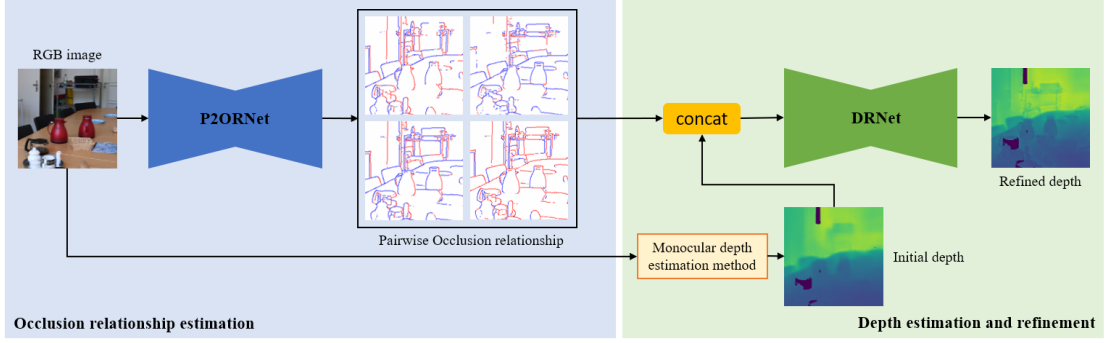 RGB image
P2ORNet
Pairwise Occlusion relationship
Occlusion relationship estimation
concat
DRNet
Refined depth
Monocular depth
estimation method
Initial depth
Depth estimation and refinement